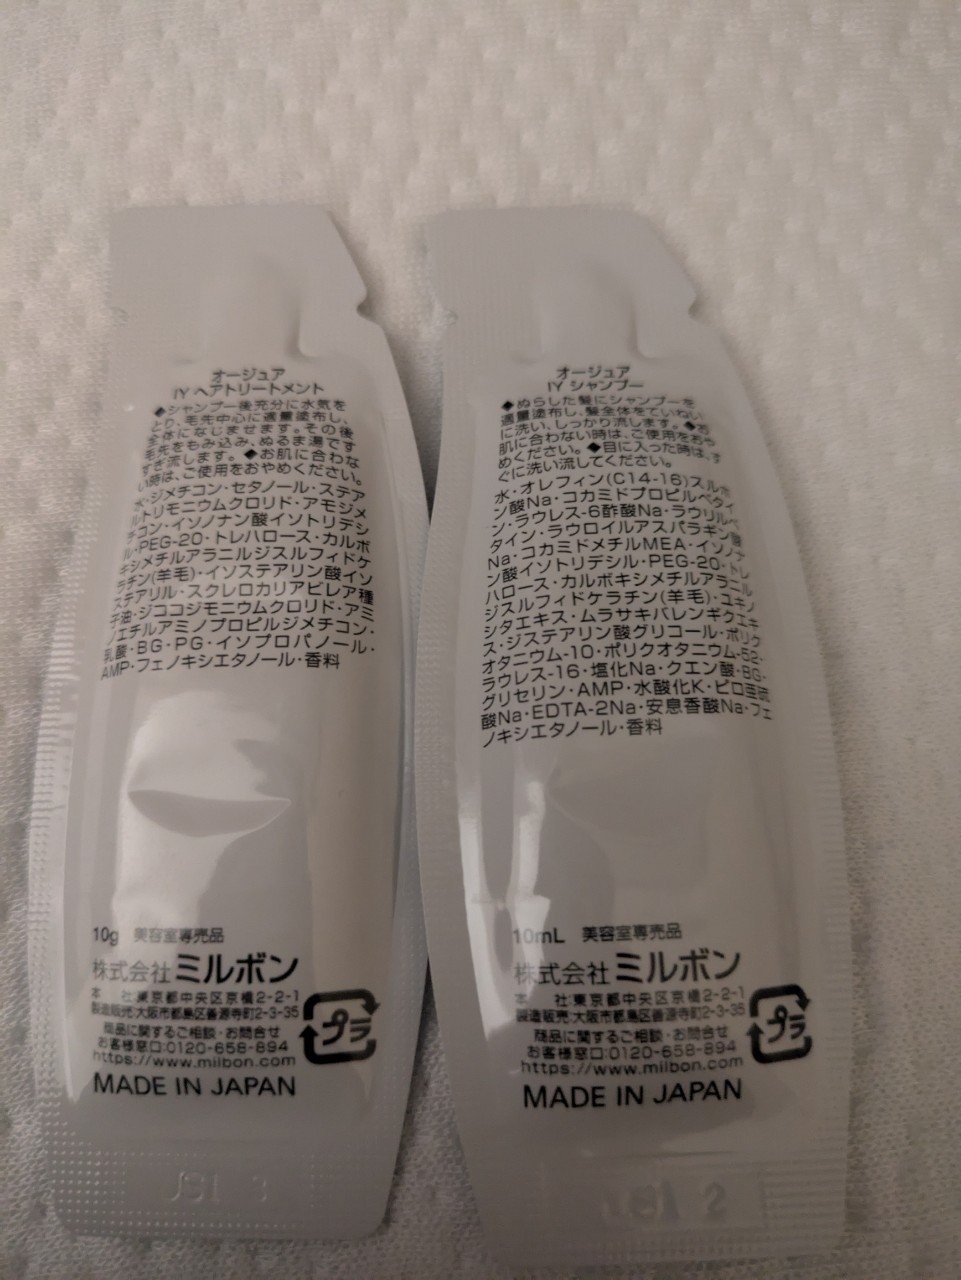 オージュア
IY ヘアトリートメント
◆シャンプー後充分に水気を
とり、毛先中心に適量塗布し、
全体になじませます。その後
毛先をもみ込み、ぬるま湯です
すぎ流します。◆お肌に合わな
い時は、ご使用をおやめください。
水・ジメチコン・セタノール・ステア
ルトリモニウムクロリド・アモジメ
チコン・イソノナン酸イソトリデシ
ル・PEG-20・トレハロース・カルボ
キシメチルアラニルジスルフィドケ
ラチン(羊毛)・イソステアリン酸イソ
ステアリル・スクレロカリアビレア種
子油・ジココジモニウムクロリド・アミ
ノエチルアミノプロピルジメチコン・
乳酸・BG・PG・イソプロパノール・
AMP・フェノキシエタノール・香料
10g 美容室専売品
株式会社 ミルボン
本 社:東京都中央区京橋2-2-1
製造販売:大阪市都島区善源寺町2-3-35
商品に関するご相談・お問合せ
お客様窓口:0120-658-894
https://www.milbon.com
プラ
MADE IN JAPAN
オージュア
IY シャンプー
◆ぬらした髪にシャンプーを
適量塗布し、髪全体をていねい
に洗い、しっかり流します。◆お
肌に合わない時は、ご使用をおや
めください。◆目に入った時は、す
ぐに洗い流してください。
水・オレフィン(C14-16)スルホ
ン酸Na・コカミドプロピルベタイ
ン・ラウレス-6酢酸Na・ラウリルベ
タイン・ラウロイルアスパラギン酸
Na・コカミドメチルMEA・イソノナ
ン酸イソトリデシル・PEG-20・トレ
ハロース・カルボキシメチルアラニル
ジスルフィドケラチン(羊毛)・ユキノ
シタエキス・ムラサキバレンギクエキ
ス・ジステアリン酸グリコール・ポリク
オタニウム-10・ポリクオタニウム-52・
ラウレス-16・塩化Na・クエン酸・BG・
グリセリン・AMP・水酸化K・ピロ亜硫
酸Na・EDTA-2Na・安息香酸Na・フェ
ノキシエタノール・香料
10mL 美容室専売品
株式会社 ミルボン
本 社:東京都中央区京橋2-2-1
製造販売:大阪市都島区善源寺町2-3-35
商品に関するご相談・お問合せ
お客様窓口:0120-658-894
https://www.milbon.com
プラ
MADE IN JAPAN